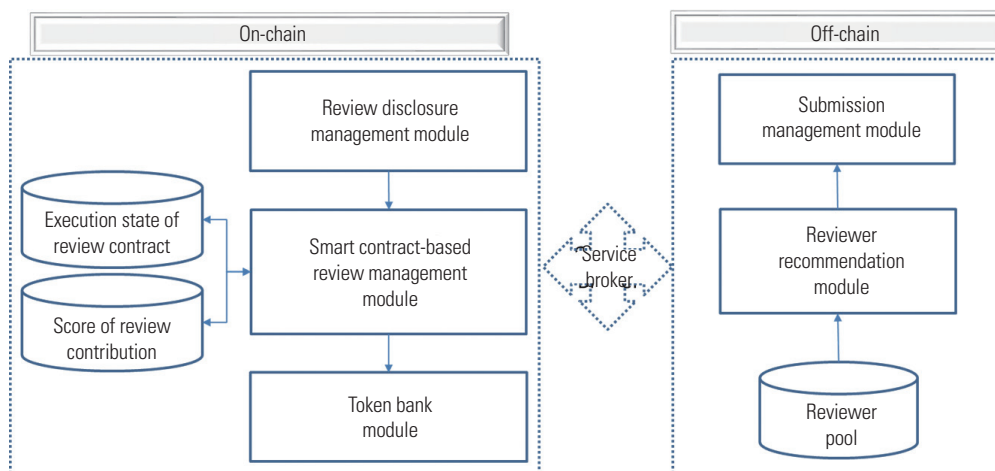 On-chain
Off-chain
Review disclosure
management module
Execution state of
review contract
Score of review
contribution
Smart contract-based
review management
module
Token bank
module
Service
broker
Submission
management module
Reviewer
recommendation
module
Reviewer
pool